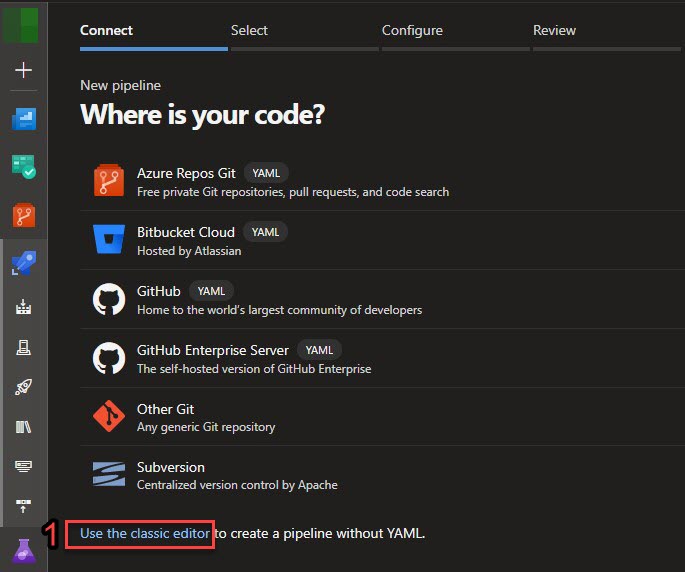 Connect Select Configure Review
New pipeline
Where is your code?
Azure Repos Git YAML
Free private Git repositories, pull requests, and code search
Bitbucket Cloud YAML
Hosted by Atlassian
GitHub YAML
Home to the world's largest community of developers
GitHub Enterprise Server YAML
The self-hosted version of GitHub Enterprise
Other Git
Any generic Git repository
Subversion
Centralized version control by Apache
1 Use the classic editor to create a pipeline without YAML.